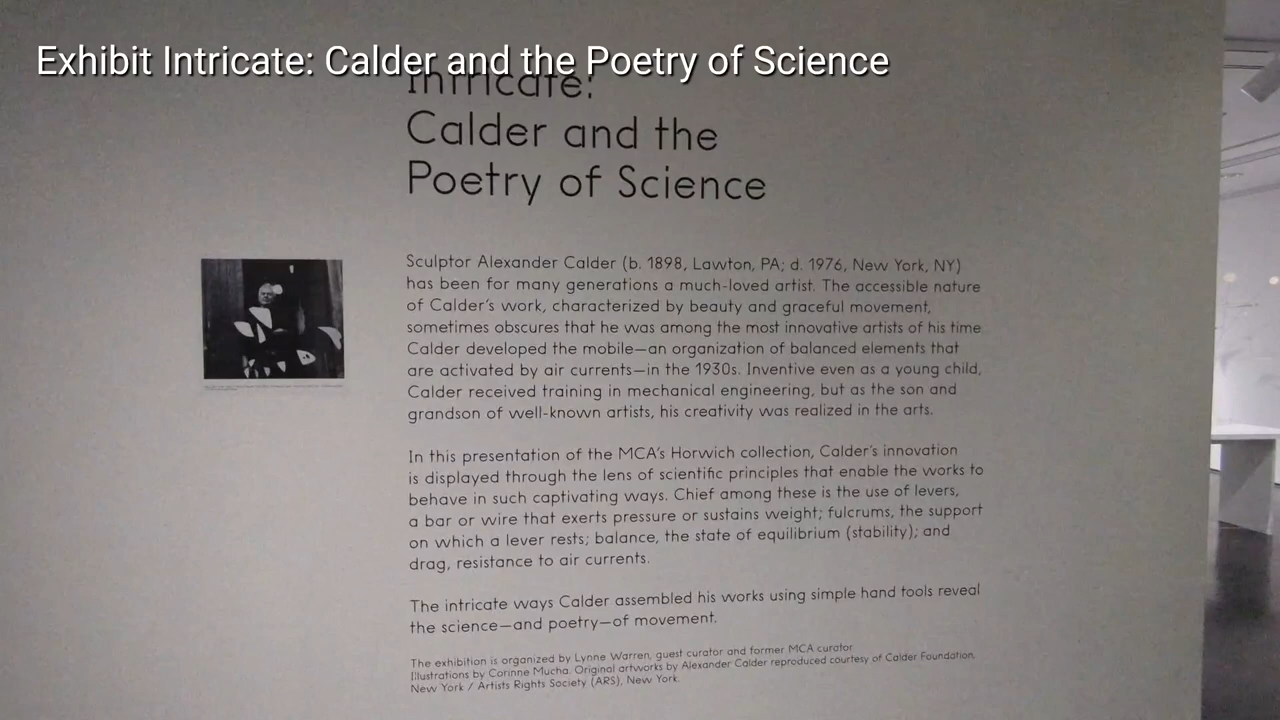 Exhibit Intricate: Calder and the Poetry of Science
Intricate:
Calder and the
Poetry of Science
Sculptor Alexander Calder (b. 1898, Lawton, PA; d. 1976, New York, NY)
has been for many generations a much-loved artist. The accessible nature
of Calder's work, characterized by beauty and graceful movement,
sometimes obscures that he was among the most innovative artists of his time.
Calder developed the mobile—an organization of balanced elements that
are activated by air currents—in the 1930s. Inventive even as a young child,
Calder received training in mechanical engineering, but as the son and
grandson of well-known artists, his creativity was realized in the arts.
In this presentation of the MCA's Horwich collection, Calder's innovation
is displayed through the lens of scientific principles that enable the works to
behave in such captivating ways. Chief among these is the use of levers,
a bar or wire that exerts pressure or sustains weight; fulcrums, the support
on which a lever rests; balance, the state of equilibrium (stability); and
drag, resistance to air currents.
The intricate ways Calder assembled his works using simple hand tools reveal
the science—and poetry—of movement.
The exhibition is organized by Lynne Warren, guest curator and former MCA curator.
Illustrations by Corinne Mucha. Original artworks by Alexander Calder reproduced courtesy of Calder Foundation,
New York / Artists Rights Society (ARS), New York.